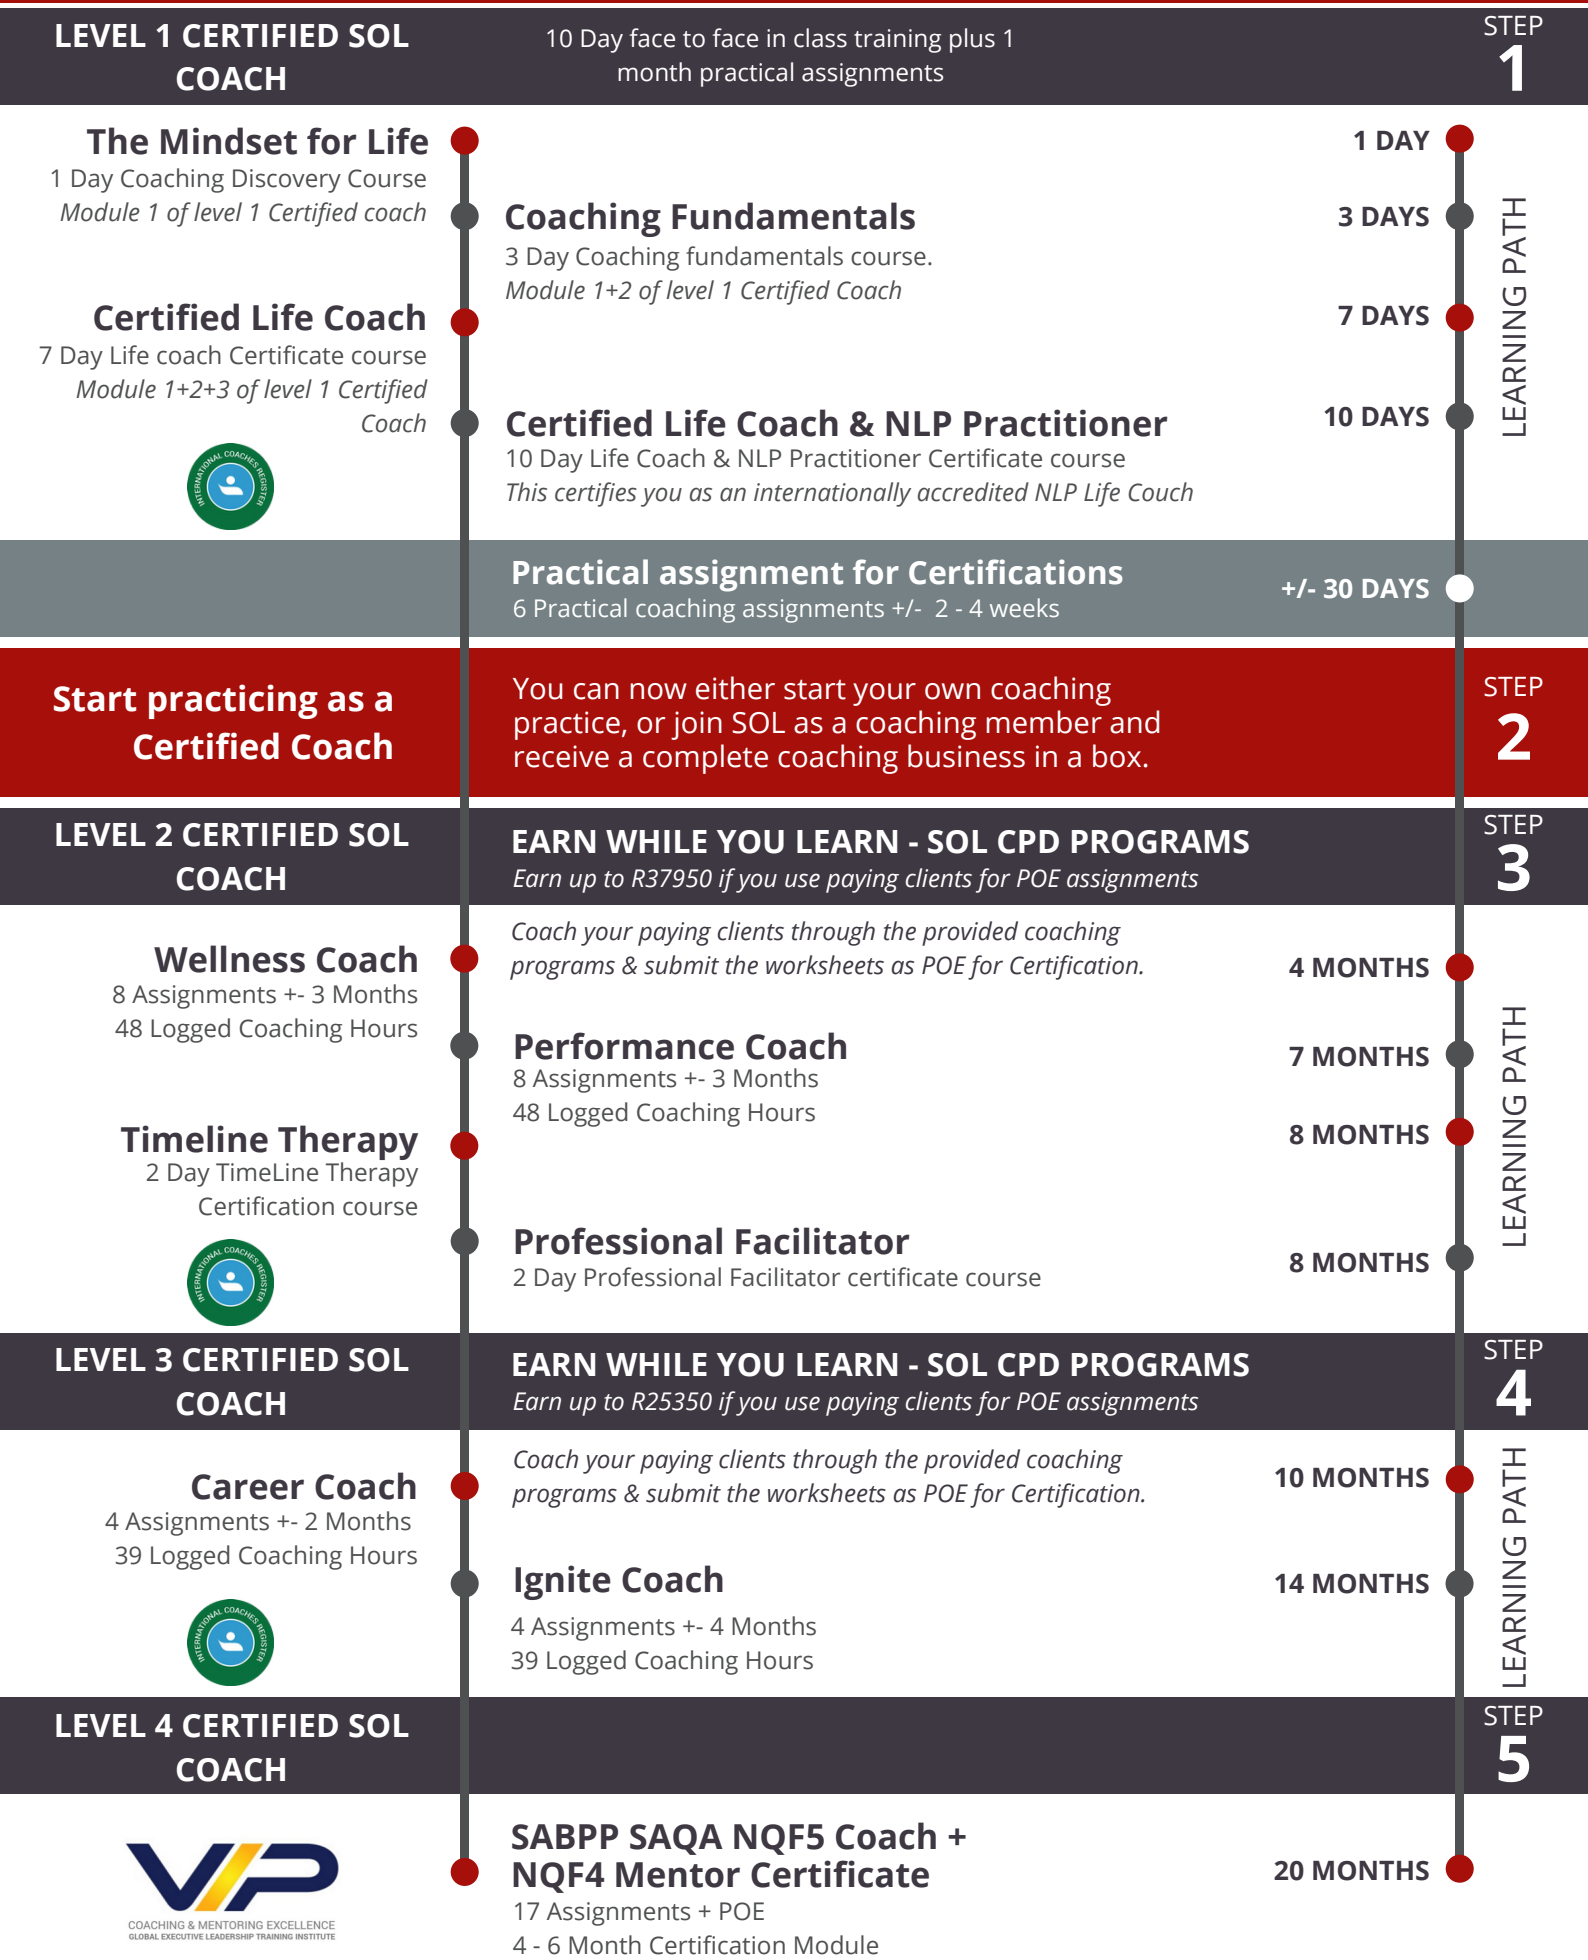 LEVEL 1 CERTIFIED SOL
COACH
10 Day face to face in class training plus 1
month practical assignments
STEP
1
The Mindset for Life
1 Day Coaching Discovery Course
Module 1 of level 1 Certified coach
1 DAY
Coaching Fundamentals
3 Day Coaching fundamentals course.
Module 1+2 of level 1 Certified Coach
3 DAYS
LEARNING PATH
Certified Life Coach
7 Day Life coach Certificate course
Module 1+2+3 of level 1 Certified
Coach
7 DAYS
INTERNATIONAL COACHES REGISTER
Certified Life Coach & NLP Practitioner
10 Day Life Coach & NLP Practitioner Certificate course
This certifies you as an internationally accredited NLP Life Couch
10 DAYS
Practical assignment for Certifications
6 Practical coaching assignments +/-  2 - 4 weeks
+/- 30 DAYS
Start practicing as a
Certified Coach
You can now either start your own coaching
practice, or join SOL as a coaching member and
receive a complete coaching business in a box.
STEP
2
LEVEL 2 CERTIFIED SOL
COACH
EARN WHILE YOU LEARN - SOL CPD PROGRAMS
Earn up to R37950 if you use paying clients for POE assignments
STEP
3
Coach your paying clients through the provided coaching
programs & submit the worksheets as POE for Certification.
Wellness Coach
8 Assignments +- 3 Months
48 Logged Coaching Hours
4 MONTHS
Performance Coach
8 Assignments +- 3 Months
48 Logged Coaching Hours
7 MONTHS
LEARNING PATH
Timeline Therapy
2 Day TimeLine Therapy
Certification course
8 MONTHS
INTERNATIONAL COACHES REGISTER
Professional Facilitator
2 Day Professional Facilitator certificate course
8 MONTHS
LEVEL 3 CERTIFIED SOL
COACH
EARN WHILE YOU LEARN - SOL CPD PROGRAMS
Earn up to R25350 if you use paying clients for POE assignments
STEP
4
Coach your paying clients through the provided coaching
programs & submit the worksheets as POE for Certification.
Career Coach
4 Assignments +- 2 Months
39 Logged Coaching Hours
10 MONTHS
LEARNING PATH
INTERNATIONAL COACHES REGISTER
Ignite Coach
4 Assignments +- 4 Months
39 Logged Coaching Hours
14 MONTHS
LEVEL 4 CERTIFIED SOL
COACH
STEP
5
VIP
COACHING & MENTORING EXCELLENCE
GLOBAL EXECUTIVE LEADERSHIP TRAINING INSTITUTE
SABPP SAQA NQF5 Coach +
NQF4 Mentor Certificate
17 Assignments + POE
4 - 6 Month Certification Module
20 MONTHS